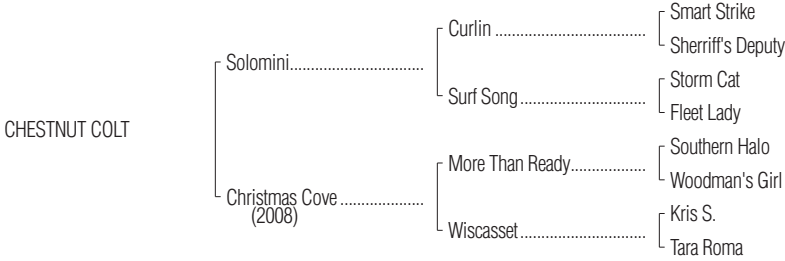 Smart Strike
Curlin ....................................
Sherriff's Deputy
Solomini................................
Storm Cat
Surf Song..............................
Fleet Lady
CHESTNUT COLT
Southern Halo
More Than Ready..................
Woodman's Girl
Christmas Cove ....................
(2008)
Kris S.
Wiscasset..............................
Tara Roma